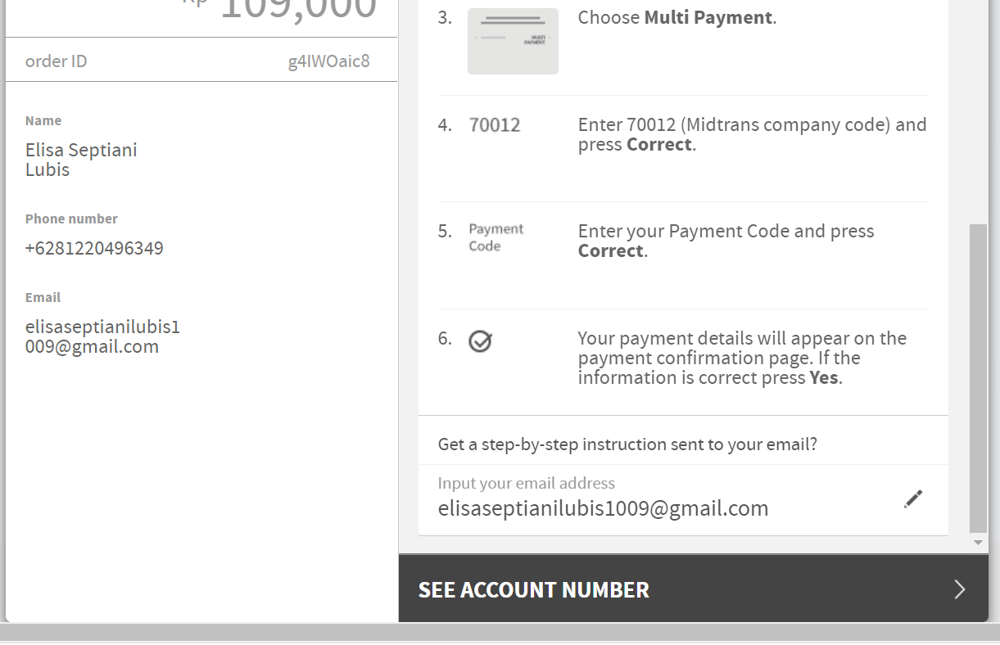 Rp 109,000
order ID g4IWOaic8
Name
Elisa Septiani
Lubis
Phone number
+6281220496349
Email
elisaseptianilubis1
009@gmail.com
3. MULTI PAYMENT Choose Multi Payment.
4. 70012 Enter 70012 (Midtrans company code) and
press Correct.
5. Payment Code Enter your Payment Code and press
Correct.
6. Your payment details will appear on the
payment confirmation page. If the
information is correct press Yes.
Get a step-by-step instruction sent to your email?
Input your email address
elisaseptianilubis1009@gmail.com
SEE ACCOUNT NUMBER